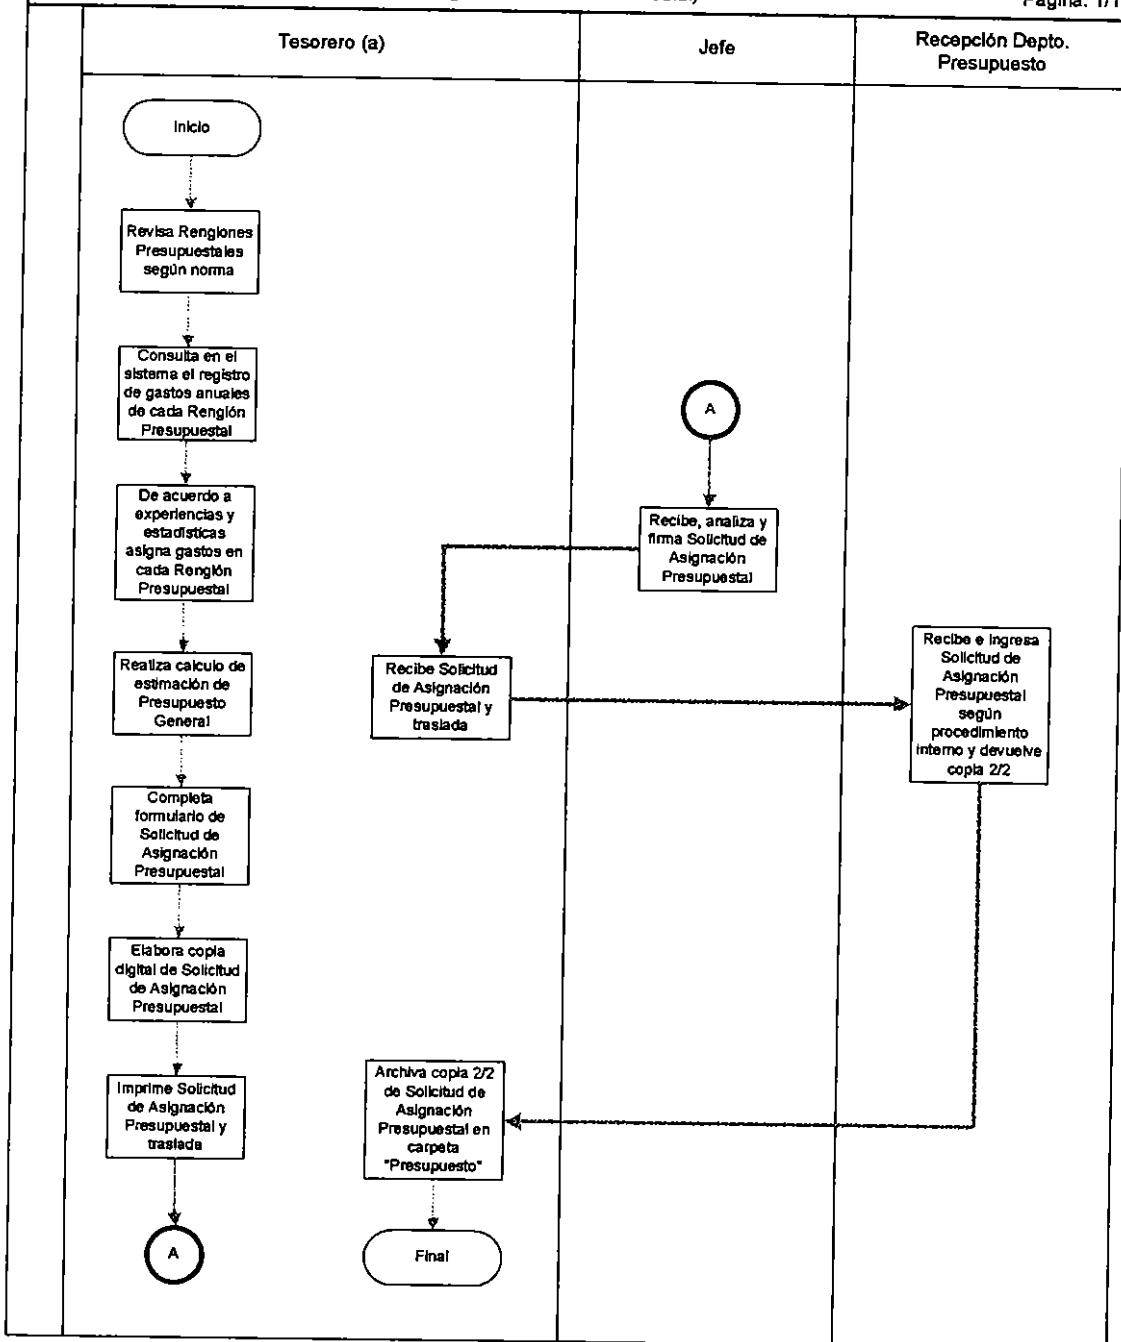 Página: 1/1
Tesorero (a)
Jefe
Recepción Depto.
Presupuesto
Inicio
Revisa Renglones
Presupuestales
según norma
Consulta en el
sistema el registro
de gastos anuales
de cada Renglón
Presupuestal
De acuerdo a
experiencias y
estadísticas
asigna gastos en
cada Renglón
Presupuestal
Realiza calculo de
estimación de
Presupuesto
General
Completa
formulario de
Solicitud de
Asignación
Presupuestal
Elabora copia
digital de Solicitud
de Asignación
Presupuestal
Imprime Solicitud
de Asignación
Presupuestal y
traslada
A
A
Recibe, analiza y
firma Solicitud de
Asignación
Presupuestal
Recibe Solicitud
de Asignación
Presupuestal y
traslada
Recibe e ingresa
Solicitud de
Asignación
Presupuestal
según
procedimiento
interno y devuelve
copia 2/2
Archiva copia 2/2
de Solicitud de
Asignación
Presupuestal en
carpeta
"Presupuesto"
Final